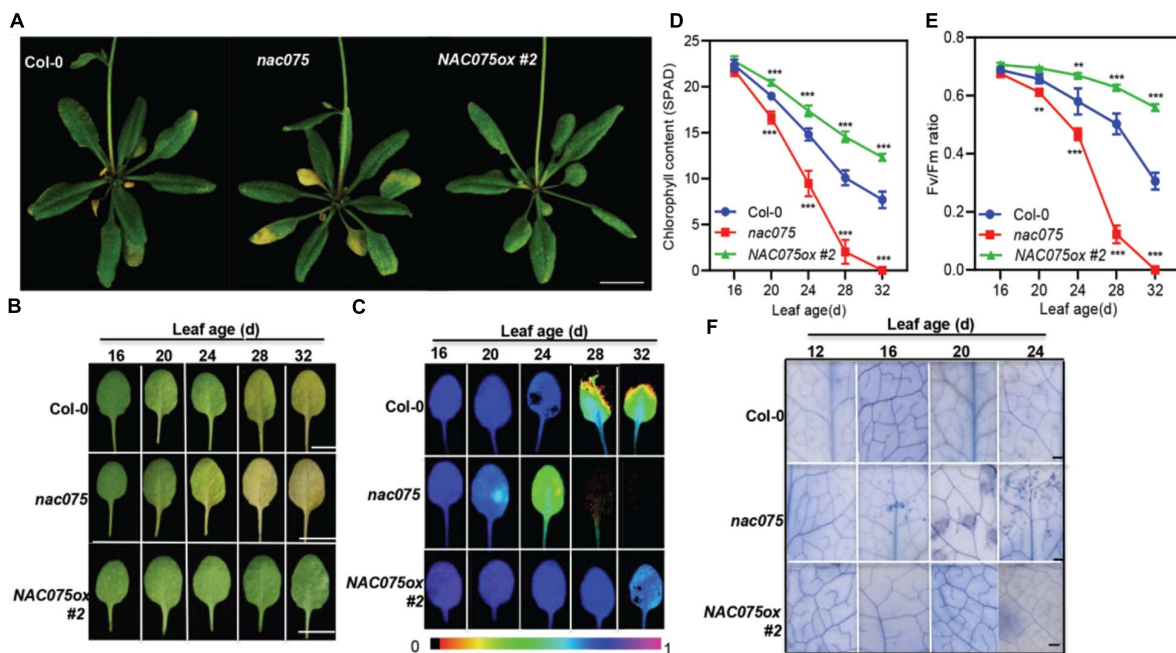 A
Col-0
nac075
NAC075ox #2
B
Leaf age (d)
16 20 24 28 32
Col-0
nac075
NAC075ox
#2
C
Leaf age (d)
16 20 24 28 32
Col-0
nac075
NAC075ox
#2
0 1
D
Chlorophyll content (SPAD)
25
20
15
10
5
0
*** *** *** ***
*** *** *** ***
Col-0
nac075
NAC075ox #2
16 20 24 28 32
Leaf age(d)
E
Fv/Fm ratio
0.8
0.6
0.4
0.2
0.0
** *** ***
** *** *** ***
Col-0
nac075
NAC075ox #2
16 20 24 28 32
Leaf age(d)
F
Leaf age (d)
12 16 20 24
Col-0
nac075
NAC075ox
#2